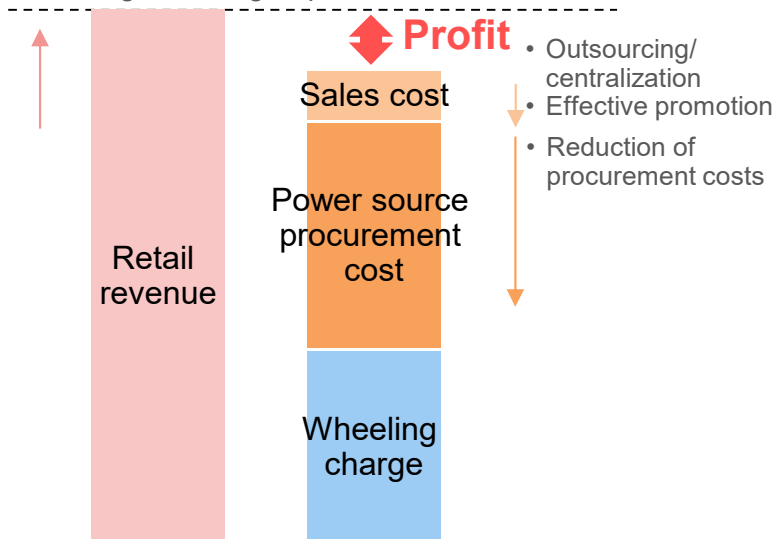 Profit
• Outsourcing/
centralization
• Effective promotion
• Reduction of
procurement costs
Sales cost
Power source
procurement
cost
Retail
revenue
Wheeling
charge